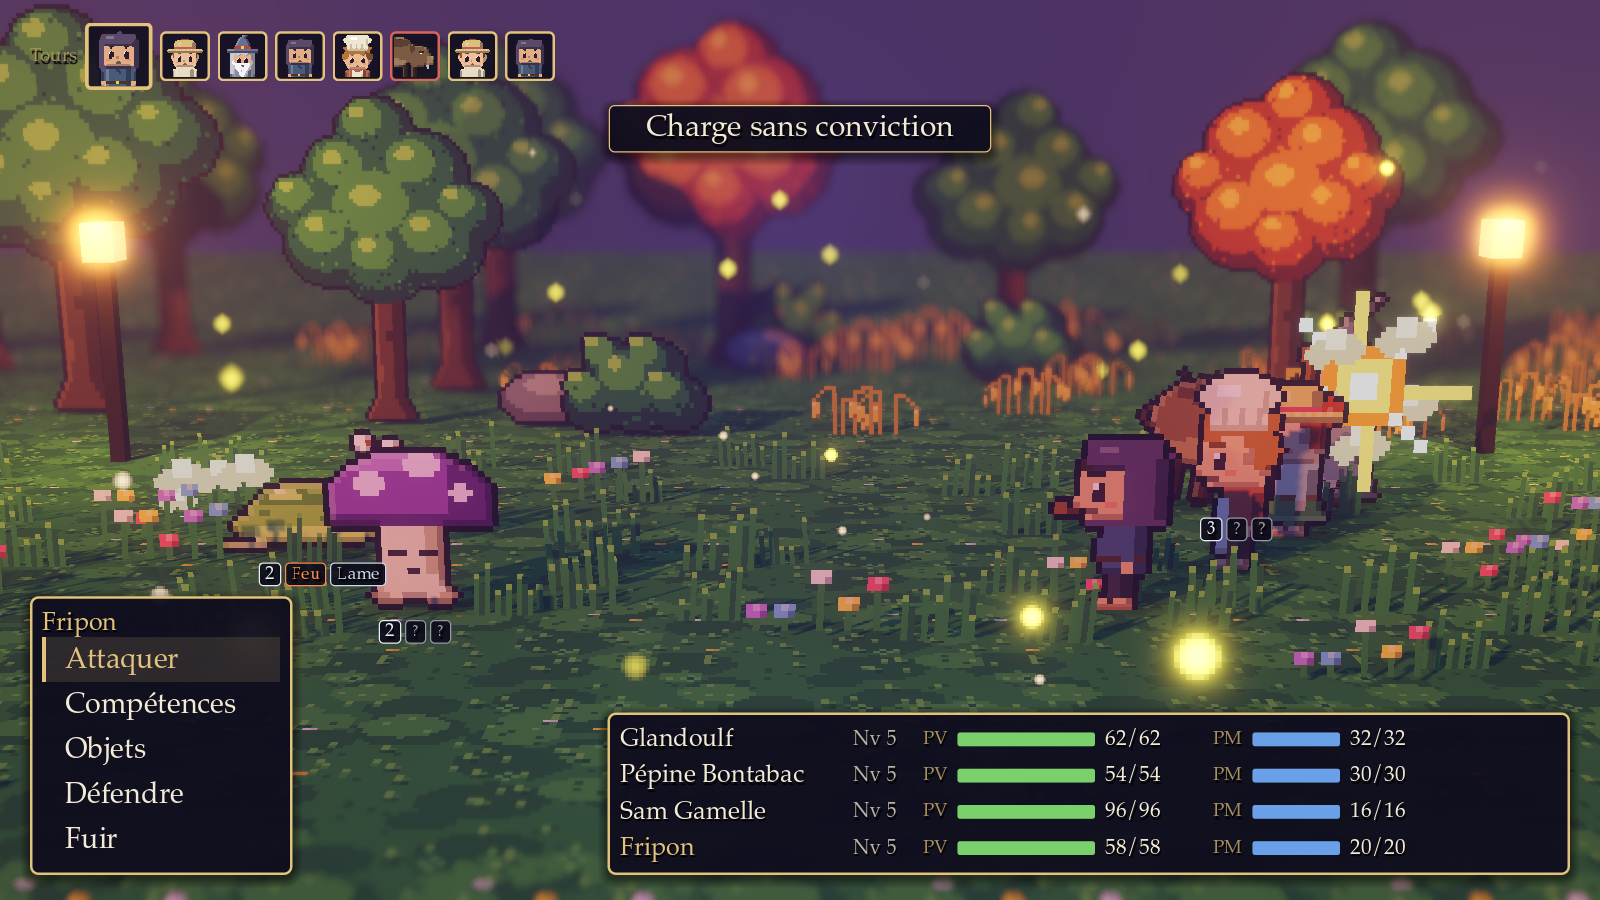 Tours
Charge sans conviction
3 ? ?
2 Feu Lame
2 ? ?
Fripon
Attaquer
Compétences
Objets
Défendre
Fuir
Glandoulf Nv 5 PV 62/62 PM 32/32
Pépine Bontabac Nv 5 PV 54/54 PM 30/30
Sam Gamelle Nv 5 PV 96/96 PM 16/16
Fripon Nv 5 PV 58/58 PM 20/20